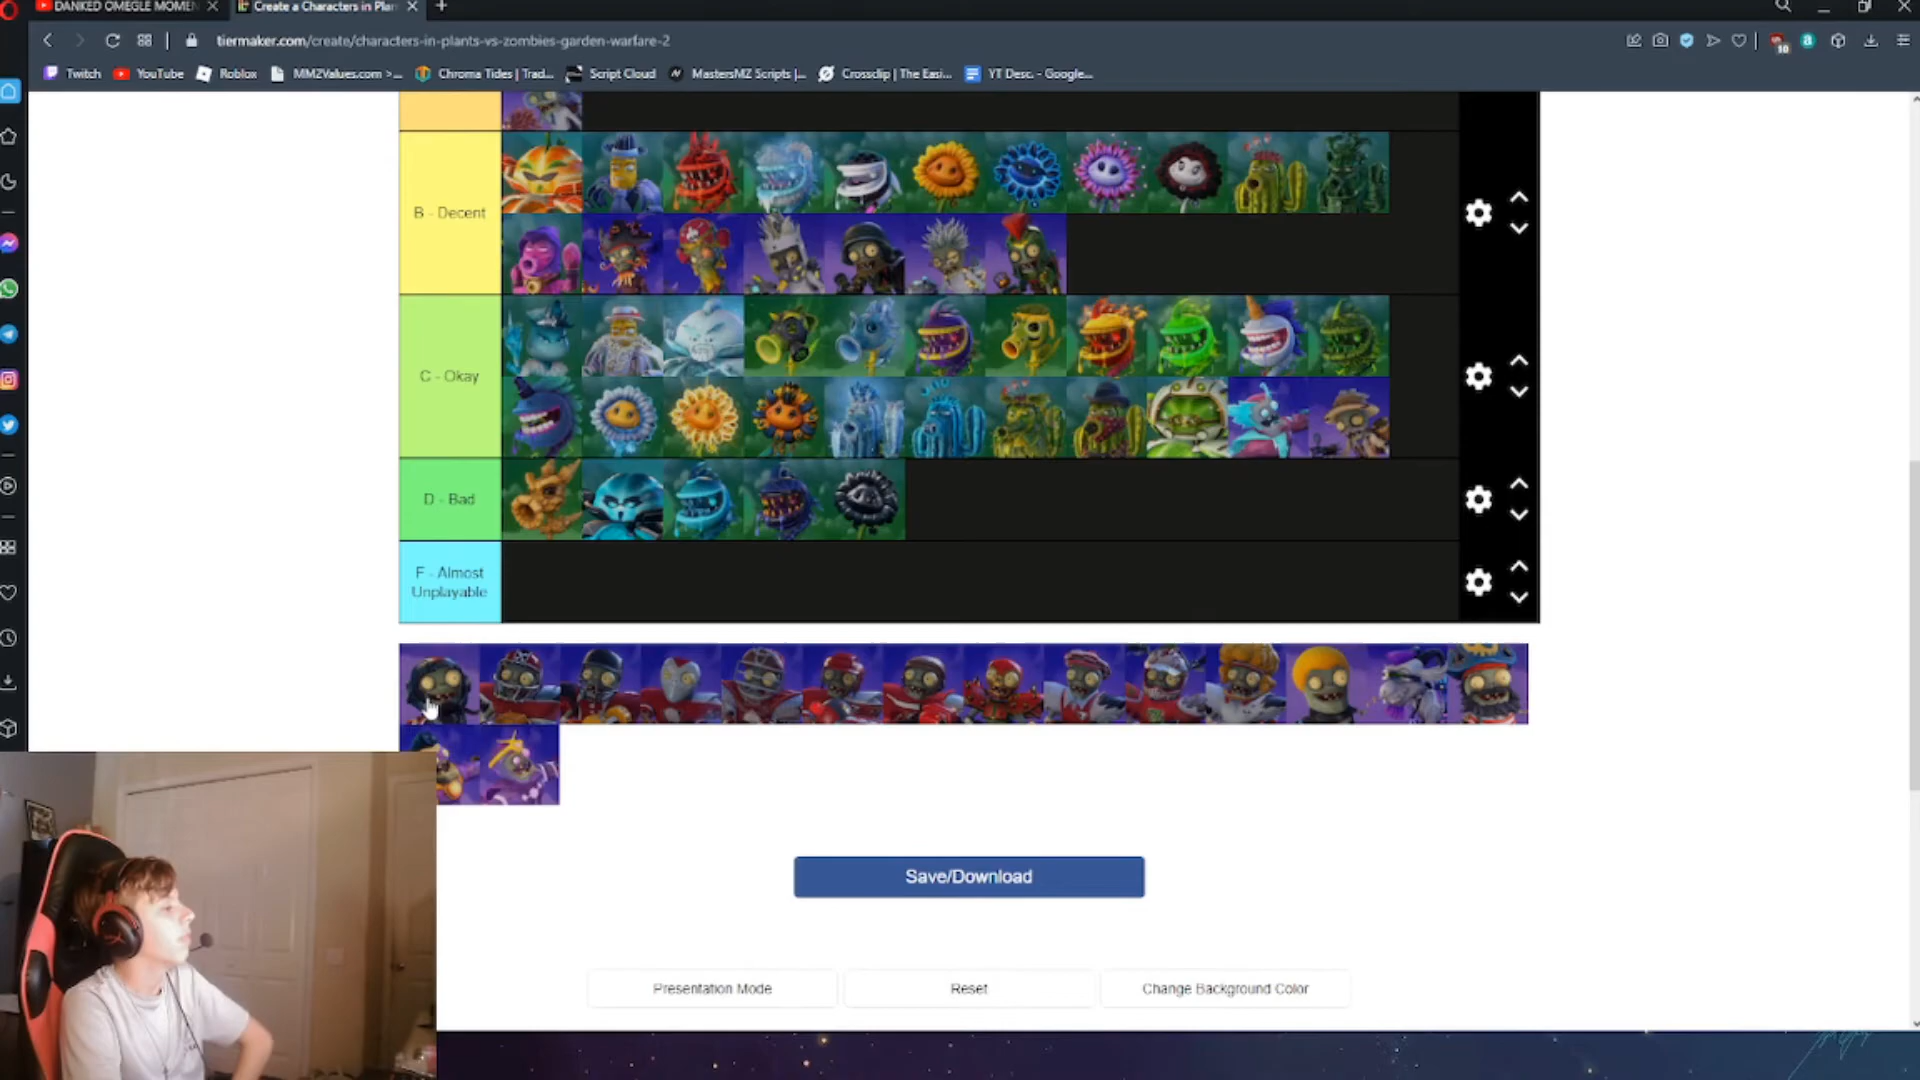 DANKED OMEGLE MOMEN
Create a Characters in Plan
tiermaker.com/create/characters-in-plants-vs-zombies-garden-warfare-2
10
Twitch YouTube Roblox MM2Values.com >... Chroma Tides | Trad... Script Cloud MastersMZ Scripts |... Crossclip | The Easi... YT Desc. - Google...
B - Decent
C - Okay
D - Bad
F - Almost
Unplayable
Save/Download
Presentation Mode
Reset
Change Background Color